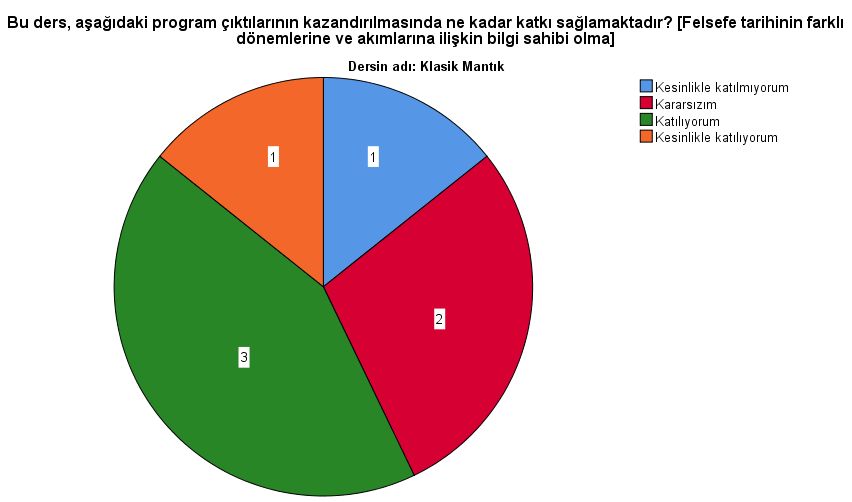 Bu ders, aşağıdaki program çıktılarının kazandırılmasında ne kadar katkı sağlamaktadır? [Felsefe tarihinin farklı
dönemlerine ve akımlarına ilişkin bilgi sahibi olma]
Dersin adı: Klasik Mantık
Kesinlikle katılmıyorum
Kararsızım
Katılıyorum
Kesinlikle katılıyorum
1
1
2
3